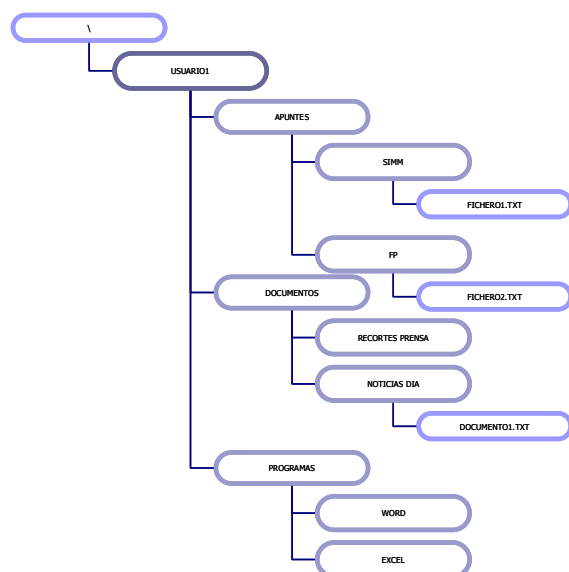 \
USUARIO1
APUNTES
SIMM
FICHERO1.TXT
FP
DOCUMENTOS
FICHERO2.TXT
RECORTES PRENSA
NOTICIAS DIA
DOCUMENTO1.TXT
PROGRAMAS
WORD
EXCEL